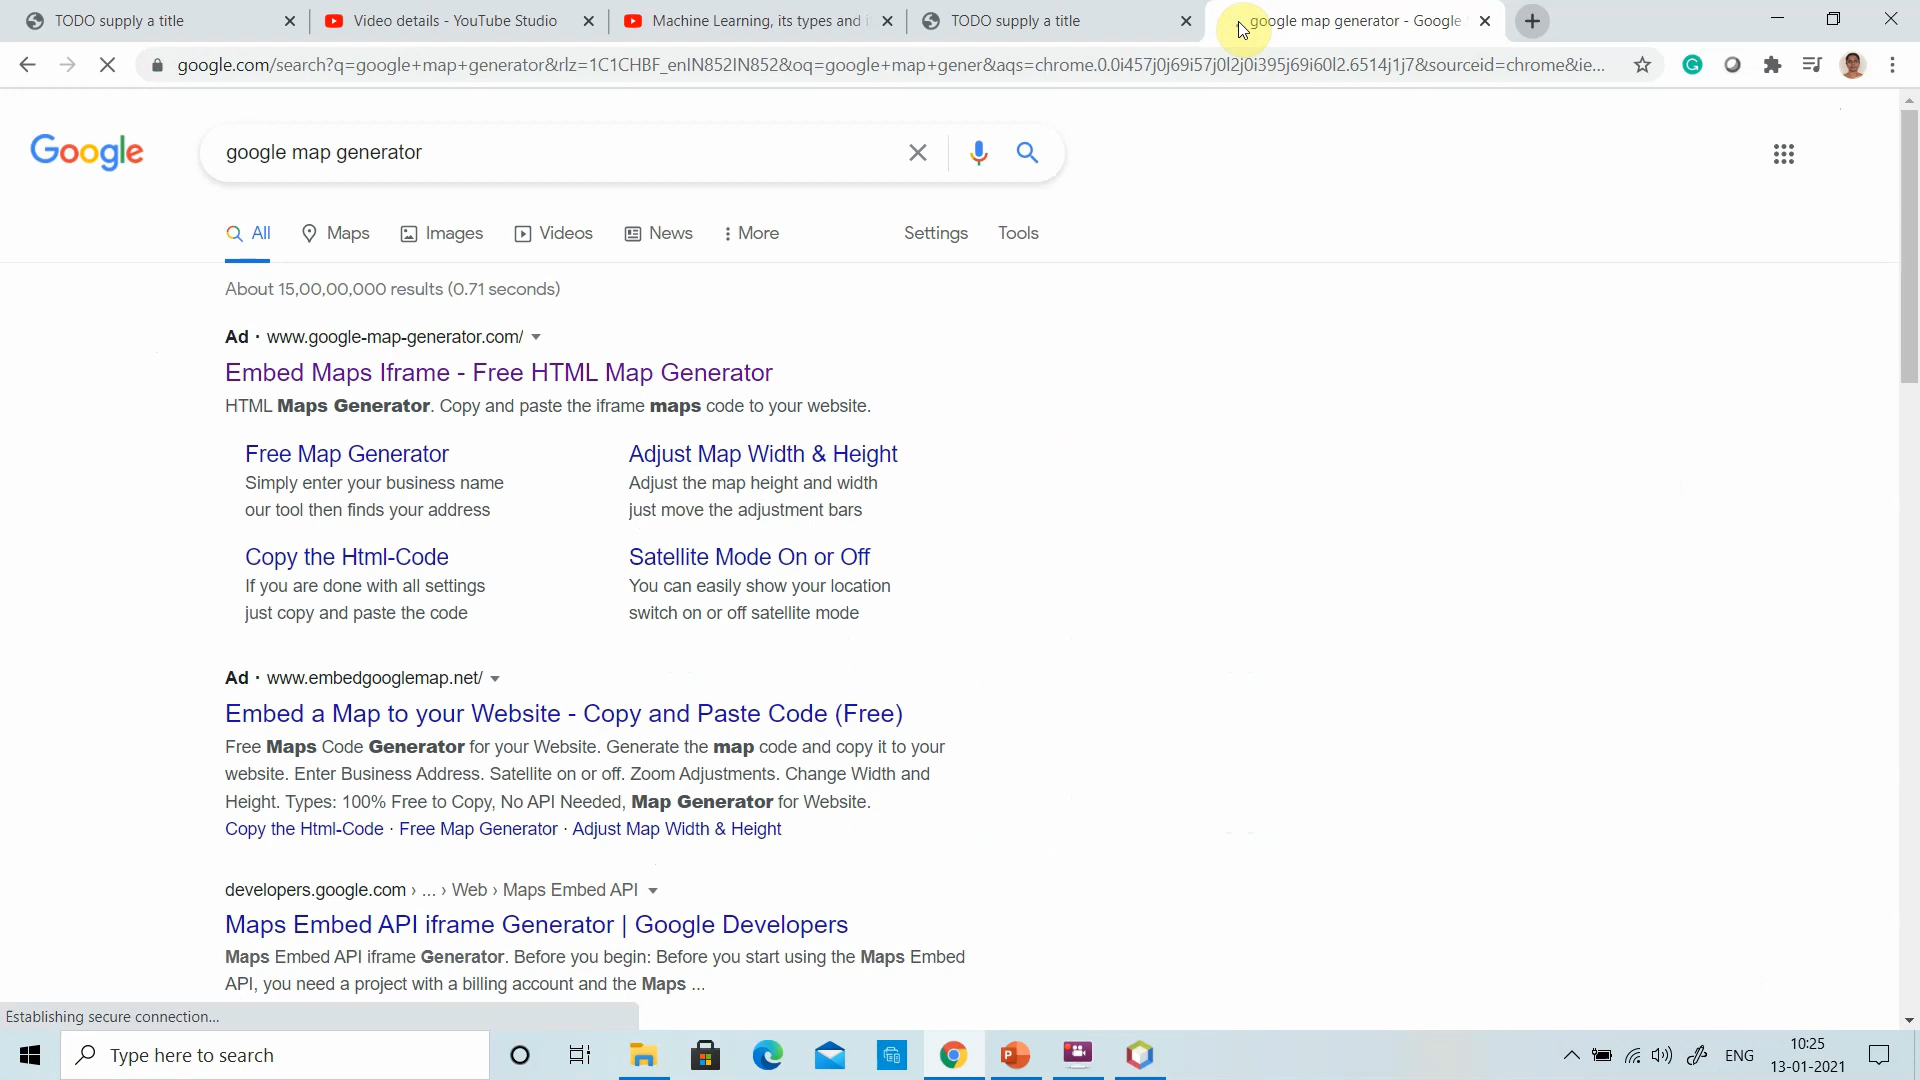 TODO supply a title
Video details - YouTube Studio
Machine Learning, its types and i
TODO supply a title
google map generator - Google
google.com/search?q=google+map+generator&rlz=1C1CHBF_enIN852IN852&oq=google+map+gener&aqs=chrome.0.0i457j0j69i57j0l2j0i395j69i60l2.6514j1j7&sourceid=chrome&ie...
Google
google map generator
All Maps Images Videos News More Settings Tools
About 15,00,00,000 results (0.71 seconds)
Ad · www.google-map-generator.com/
Embed Maps Iframe - Free HTML Map Generator
HTML Maps Generator. Copy and paste the iframe maps code to your website.
Free Map Generator
Simply enter your business name
our tool then finds your address
Adjust Map Width & Height
Adjust the map height and width
just move the adjustment bars
Copy the Html-Code
If you are done with all settings
just copy and paste the code
Satellite Mode On or Off
You can easily show your location
switch on or off satellite mode
Ad · www.embedgooglemap.net/
Embed a Map to your Website - Copy and Paste Code (Free)
Free Maps Code Generator for your Website. Generate the map code and copy it to your
website. Enter Business Address. Satellite on or off. Zoom Adjustments. Change Width and
Height. Types: 100% Free to Copy, No API Needed, Map Generator for Website.
Copy the Html-Code · Free Map Generator · Adjust Map Width & Height
developers.google.com › ... › Web › Maps Embed API
Maps Embed API iframe Generator | Google Developers
Maps Embed API iframe Generator. Before you begin: Before you start using the Maps Embed
API, you need a project with a billing account and the Maps ...
Establishing secure connection...
Type here to search
ENG
10:25
13-01-2021